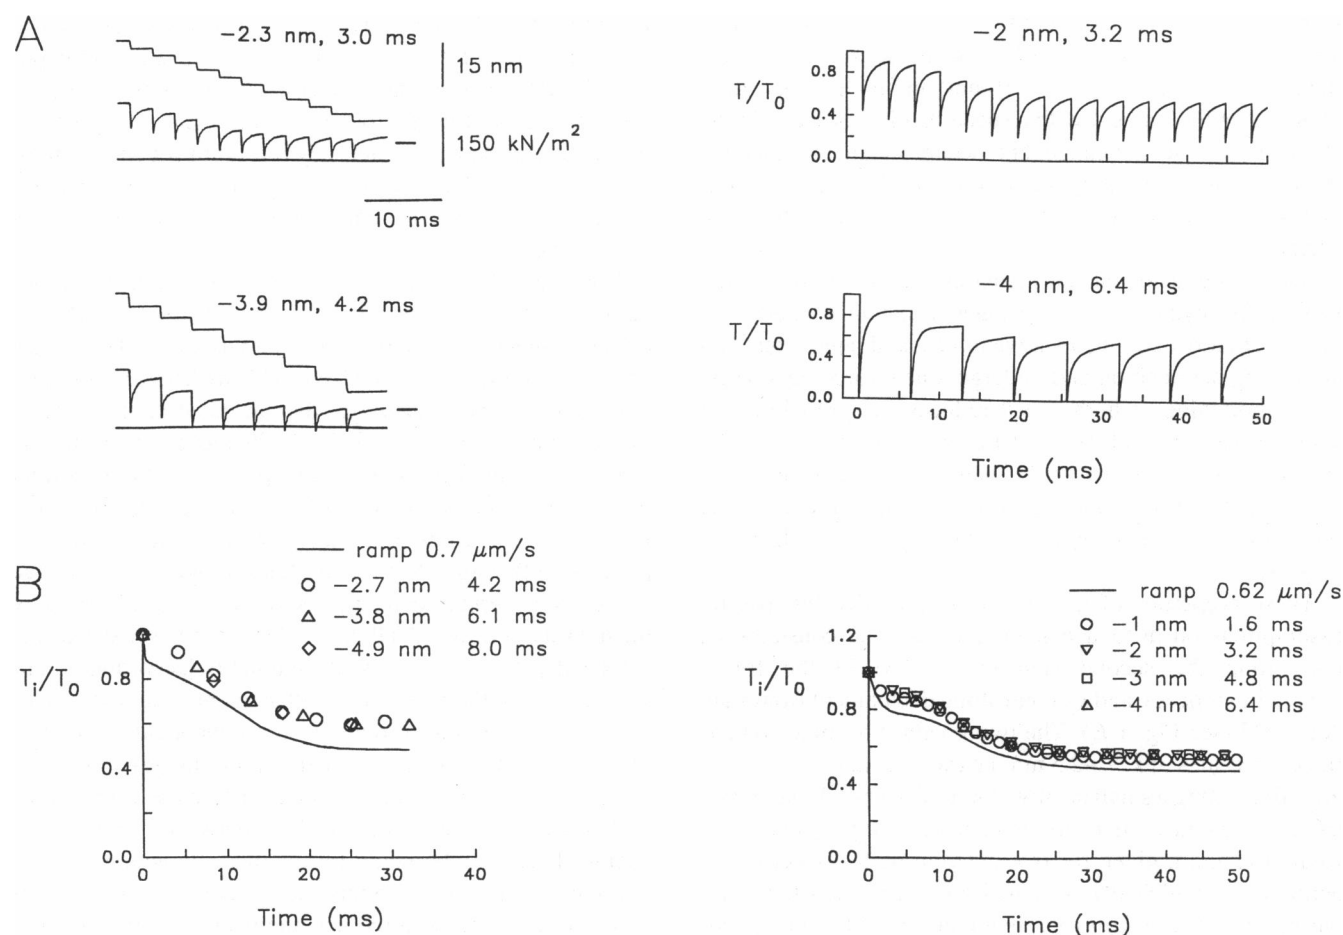 A
−2.3 nm, 3.0 ms
15 nm
150 kN/m²
10 ms
−3.9 nm, 4.2 ms
−2 nm, 3.2 ms
T/T₀
0.8
0.4
0.0
−4 nm, 6.4 ms
T/T₀
0.8
0.4
0.0
0 10 20 30 40 50
Time (ms)
B
ramp 0.7 μm/s
−2.7 nm 4.2 ms
−3.8 nm 6.1 ms
−4.9 nm 8.0 ms
Tᵢ/T₀
0.8
0.4
0.0
0 10 20 30 40
Time (ms)
ramp 0.62 μm/s
−1 nm 1.6 ms
−2 nm 3.2 ms
−3 nm 4.8 ms
−4 nm 6.4 ms
Tᵢ/T₀
1.2
0.8
0.4
0.0
0 10 20 30 40 50
Time (ms)